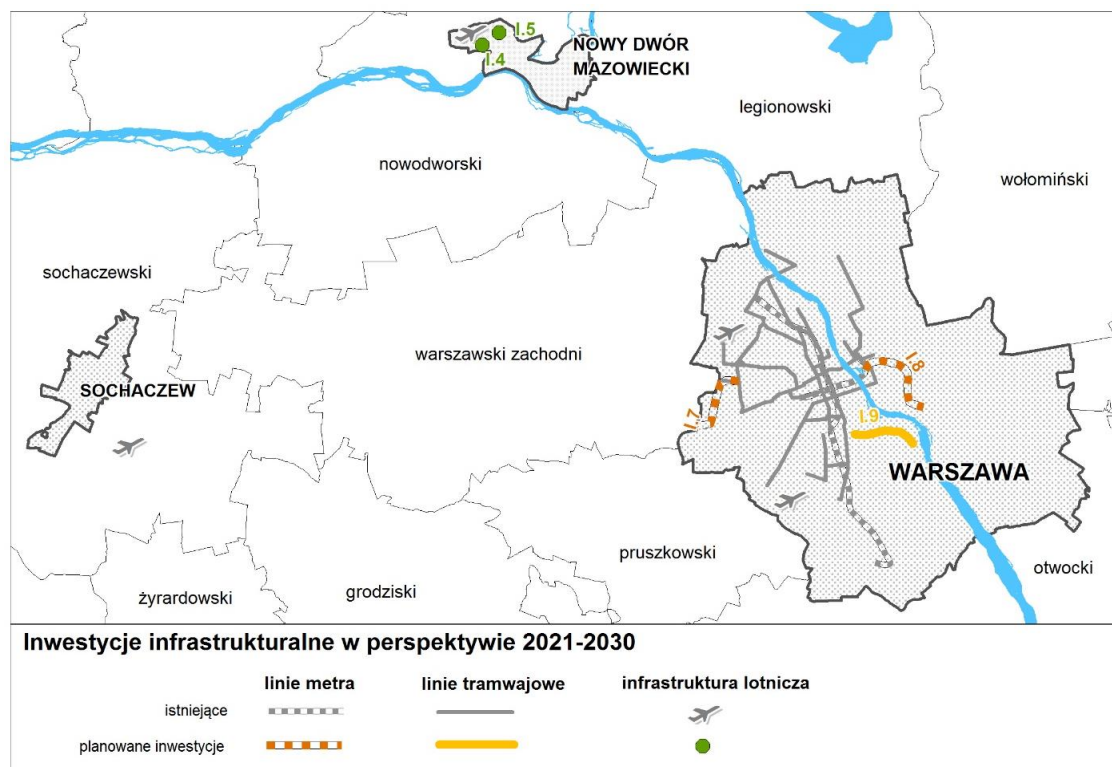 I.5
I.4
NOWY DWÓR
MAZOWIECKI
legionowski
nowodworski
wołomiński
sochaczewski
warszawski zachodni
I.8
I.7
I.9
SOCHACZEW
WARSZAWA
pruszkowski
otwocki
żyrardowski
grodziski
Inwestycje infrastrukturalne w perspektywie 2021-2030
linie metra
linie tramwajowe
infrastruktura lotnicza
istniejące
planowane inwestycje